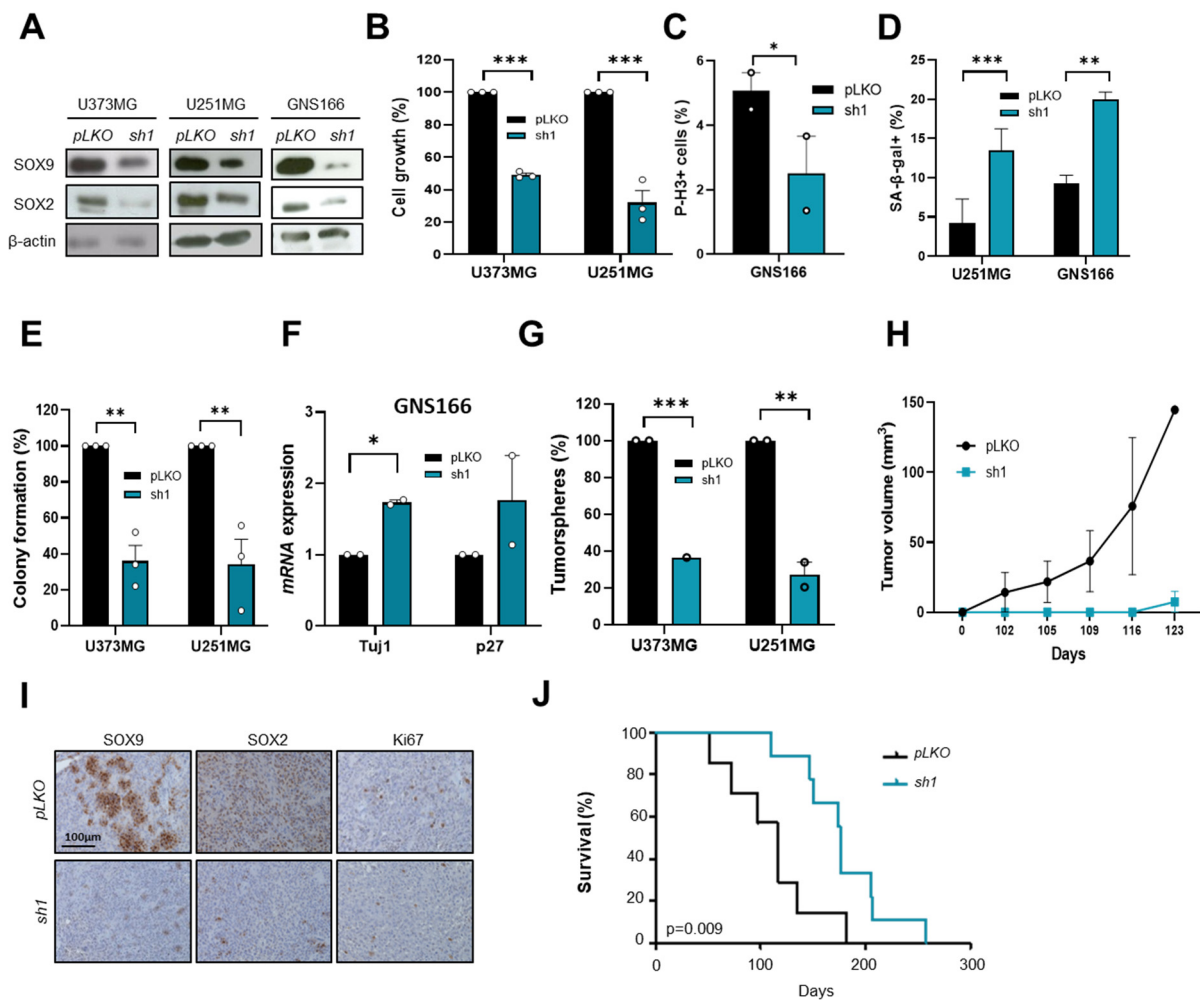 A
U373MG U251MG GNS166
pLKO sh1 pLKO sh1 pLKO sh1
SOX9
SOX2
β-actin
B
Cell growth (%)
120
100
80
60
40
20
0
*** ***
pLKO
sh1
U373MG U251MG
C
P-H3+ cells (%)
6
4
2
0
*
pLKO
sh1
GNS166
D
SA-β-gal+ (%)
25
20
15
10
5
0
*** **
pLKO
sh1
U251MG GNS166
E
Colony formation (%)
120
100
80
60
40
20
0
** **
pLKO
sh1
U373MG U251MG
F
GNS166
mRNA expression
3
2
1
0
*
pLKO
sh1
Tuj1 p27
G
Tumorspheres (%)
120
100
80
60
40
20
0
*** **
pLKO
sh1
U373MG U251MG
H
Tumor volume (mm³)
150
100
50
0
pLKO
sh1
0 102 105 109 116 123
Days
I
SOX9 SOX2 Ki67
pLKO
100µm
sh1
J
Survival (%)
100
80
60
40
20
0
pLKO
sh1
p=0.009
0 100 200 300
Days